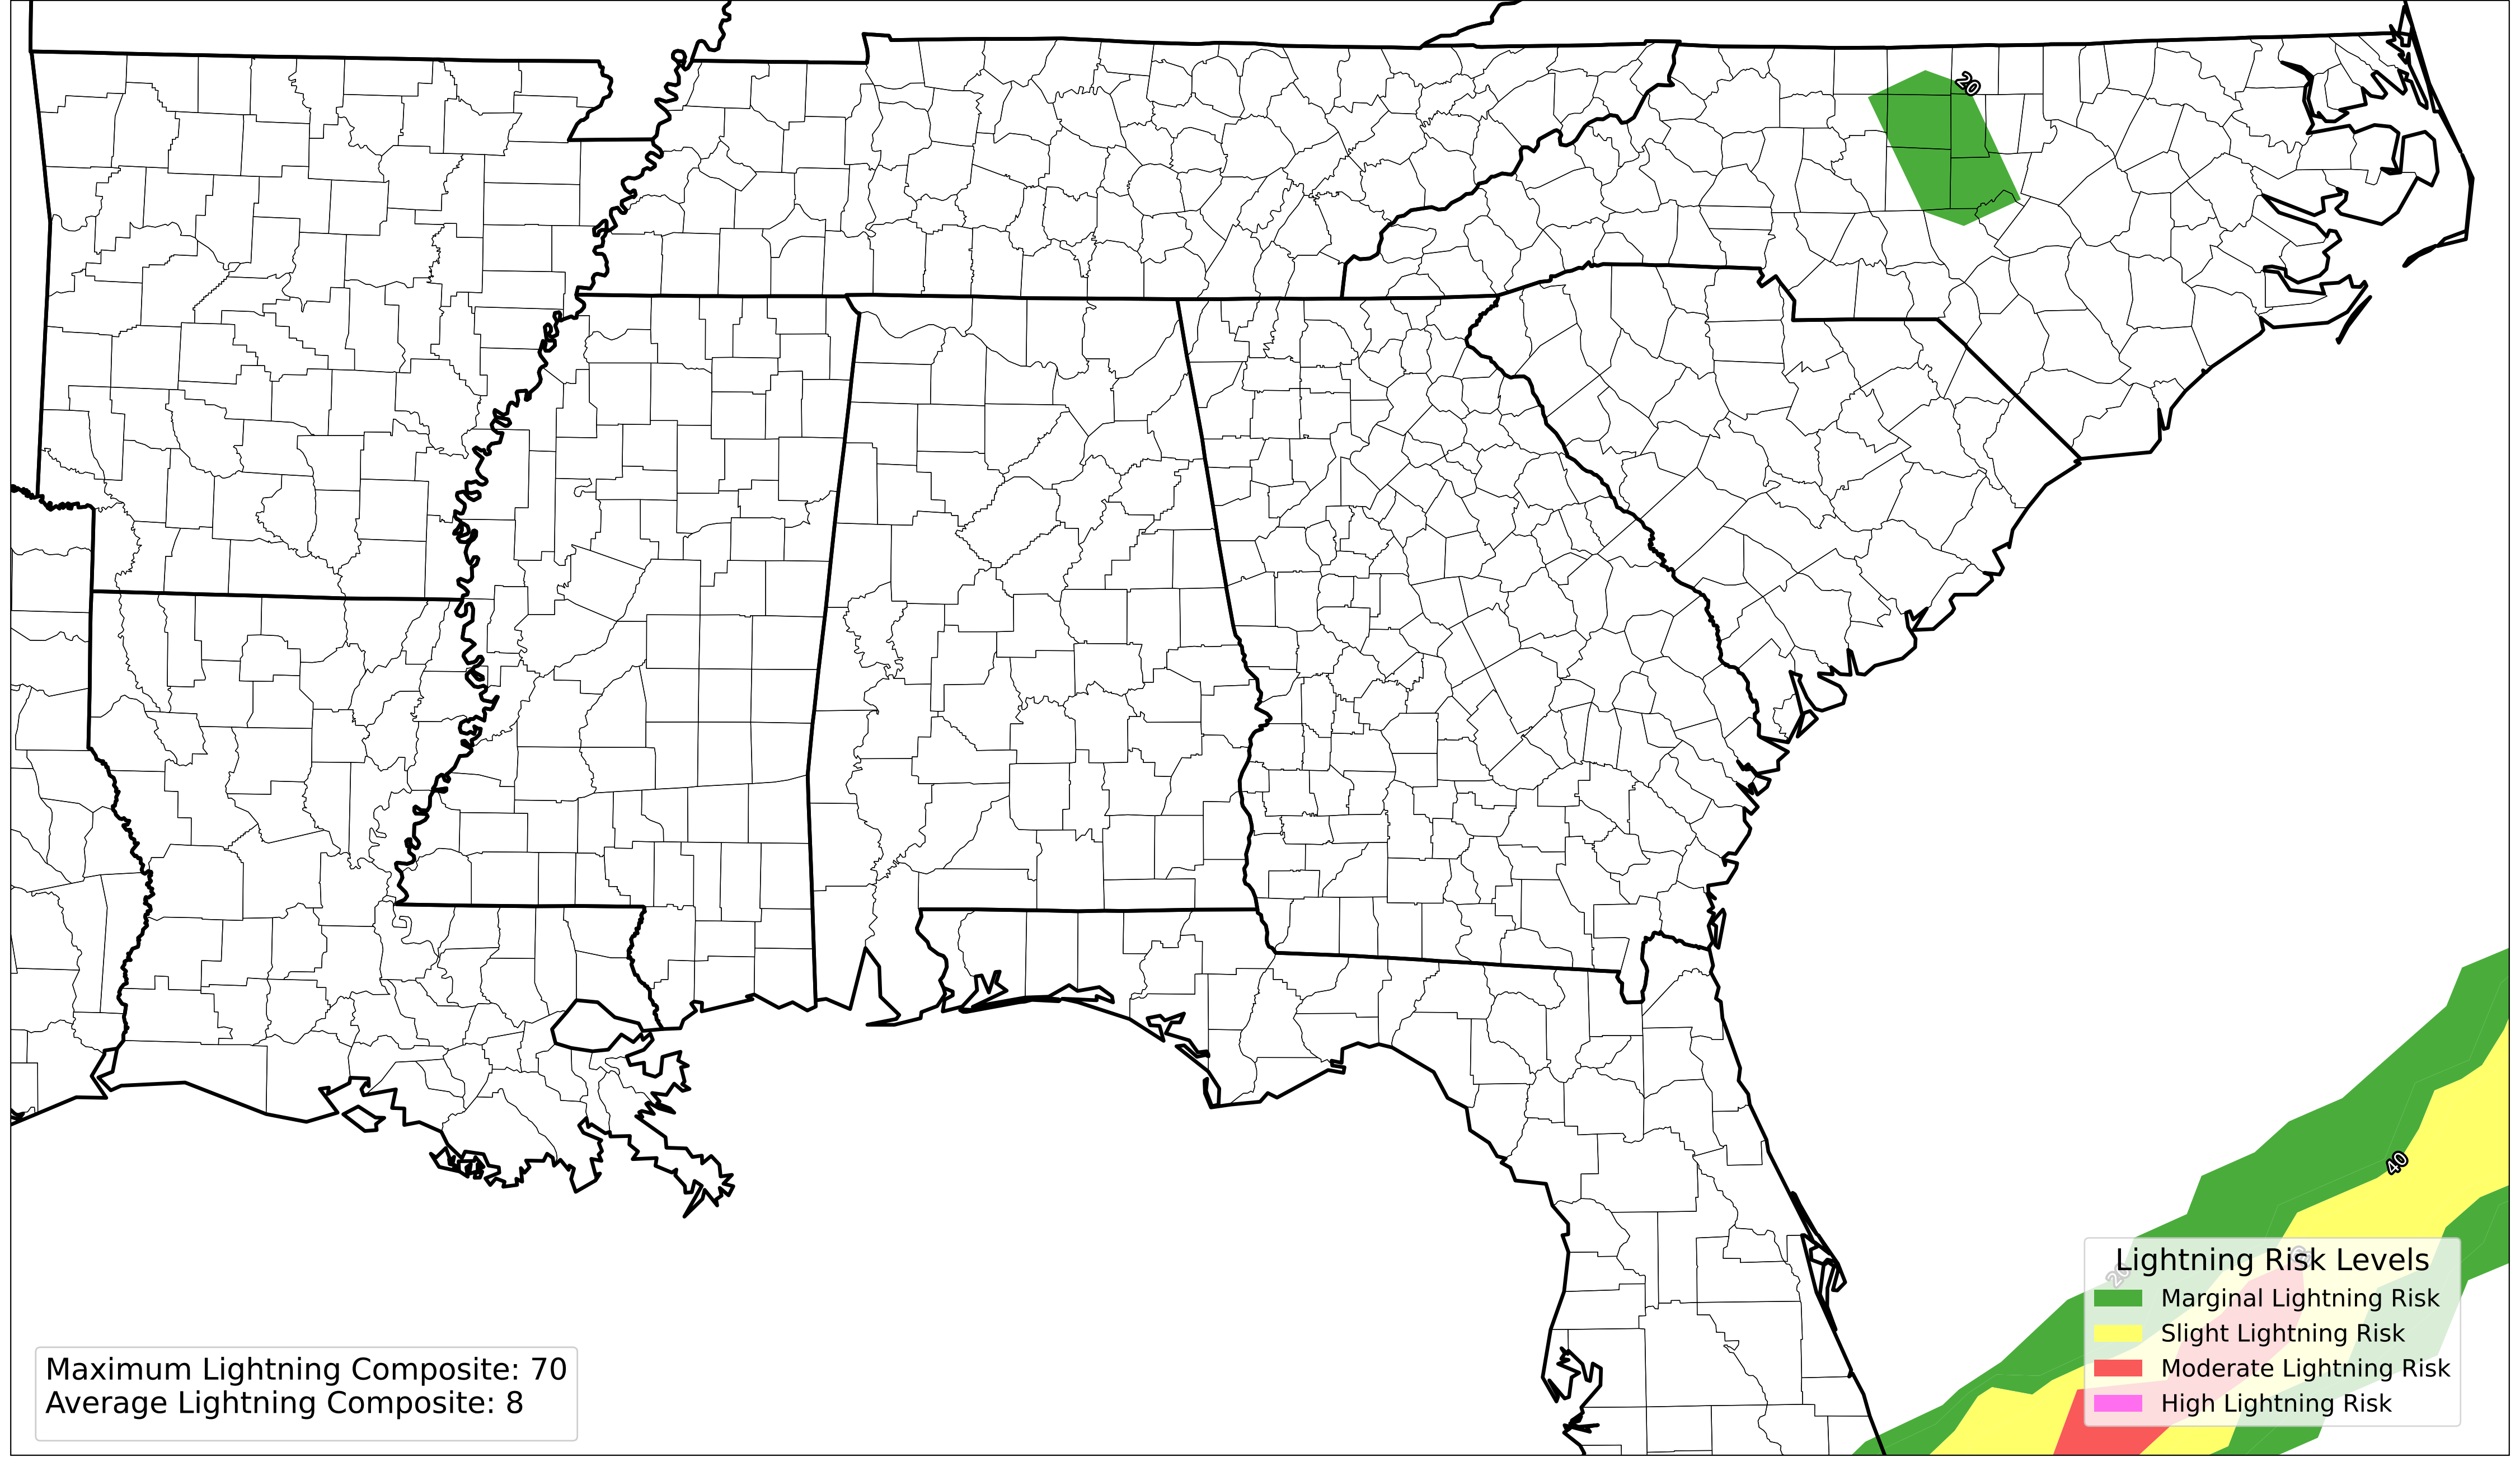 20
40
20
Lightning Risk Levels
Marginal Lightning Risk
Slight Lightning Risk
Moderate Lightning Risk
High Lightning Risk
Maximum Lightning Composite: 70
Average Lightning Composite: 8